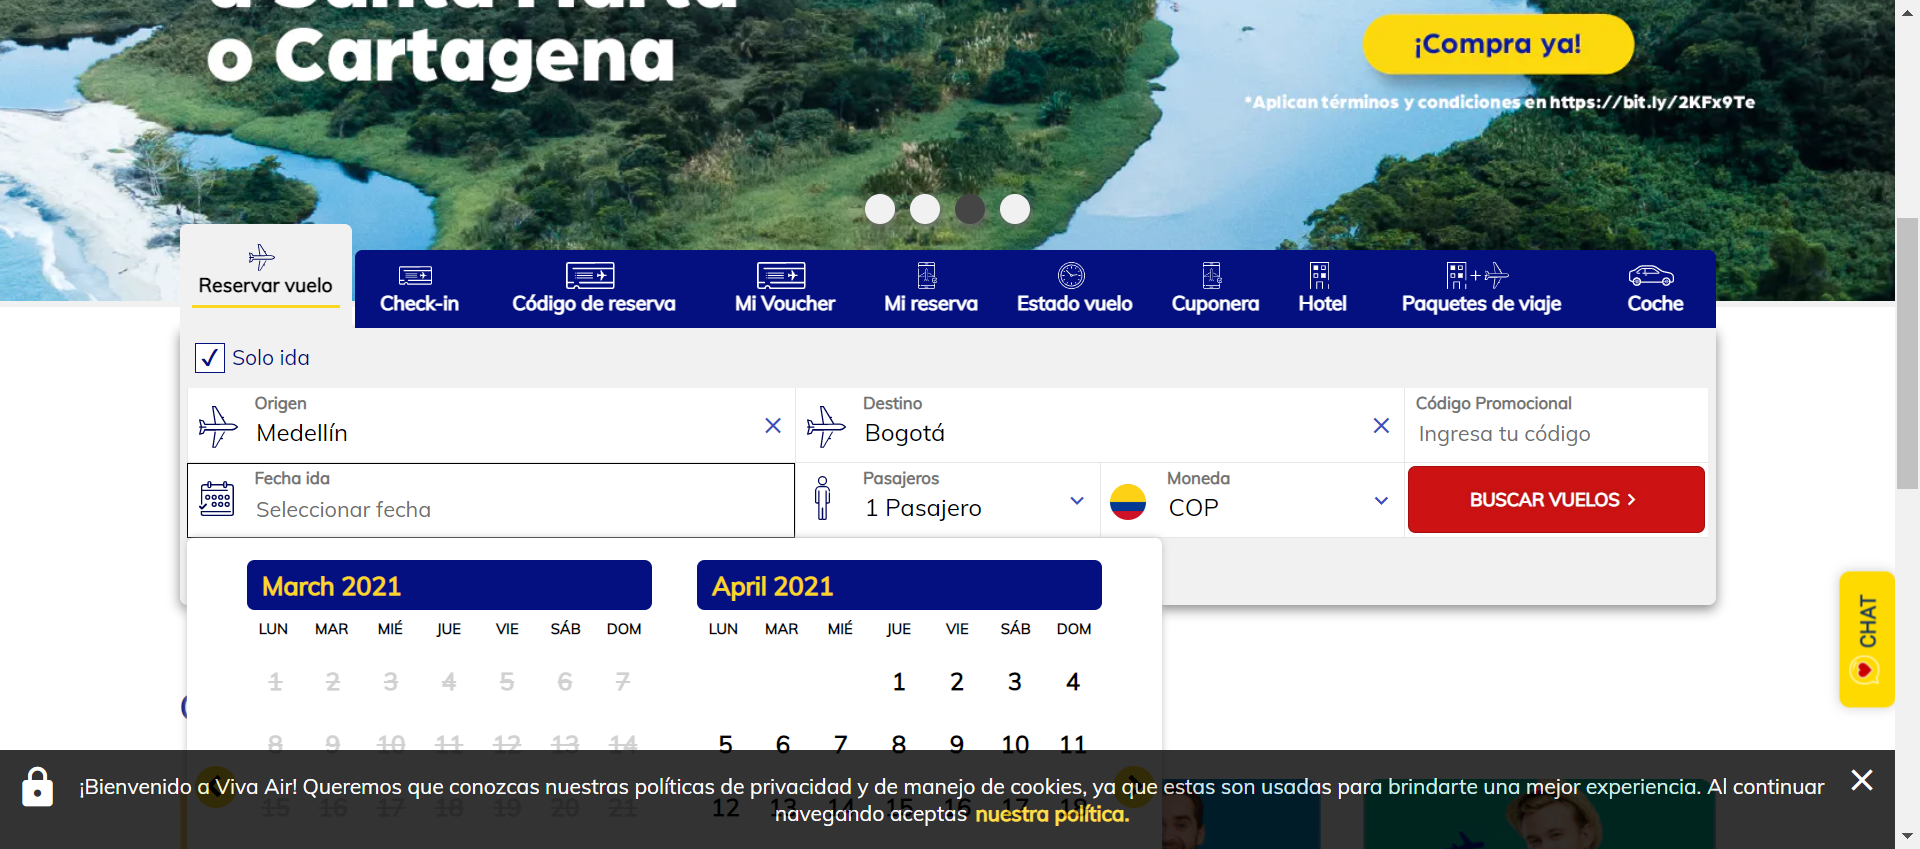 a Santa Marta
o Cartagena
¡Compra ya!
*Aplican términos y condiciones en https://bit.ly/2KFx9Te
Reservar vuelo
Check-in
Código de reserva
Mi Voucher
Mi reserva
Estado vuelo
Cuponera
Hotel
Paquetes de viaje
Coche
Solo ida
Origen
Medellín
Destino
Bogotá
Código Promocional
Ingresa tu código
Fecha ida
Seleccionar fecha
Pasajeros
1 Pasajero
Moneda
COP
BUSCAR VUELOS
March 2021
April 2021
LUN MAR MIÉ JUE VIE SÁB DOM
LUN MAR MIÉ JUE VIE SÁB DOM
1 2 3 4 5 6 7
1 2 3 4
8 9 10 11 12 13 14
5 6 7 8 9 10 11
15 16 17 18 19 20 21
12 13 14 15 16 17 18
CHAT
¡Bienvenido a Viva Air! Queremos que conozcas nuestras políticas de privacidad y de manejo de cookies, ya que estas son usadas para brindarte una mejor experiencia. Al continuar
navegando aceptas nuestra política.